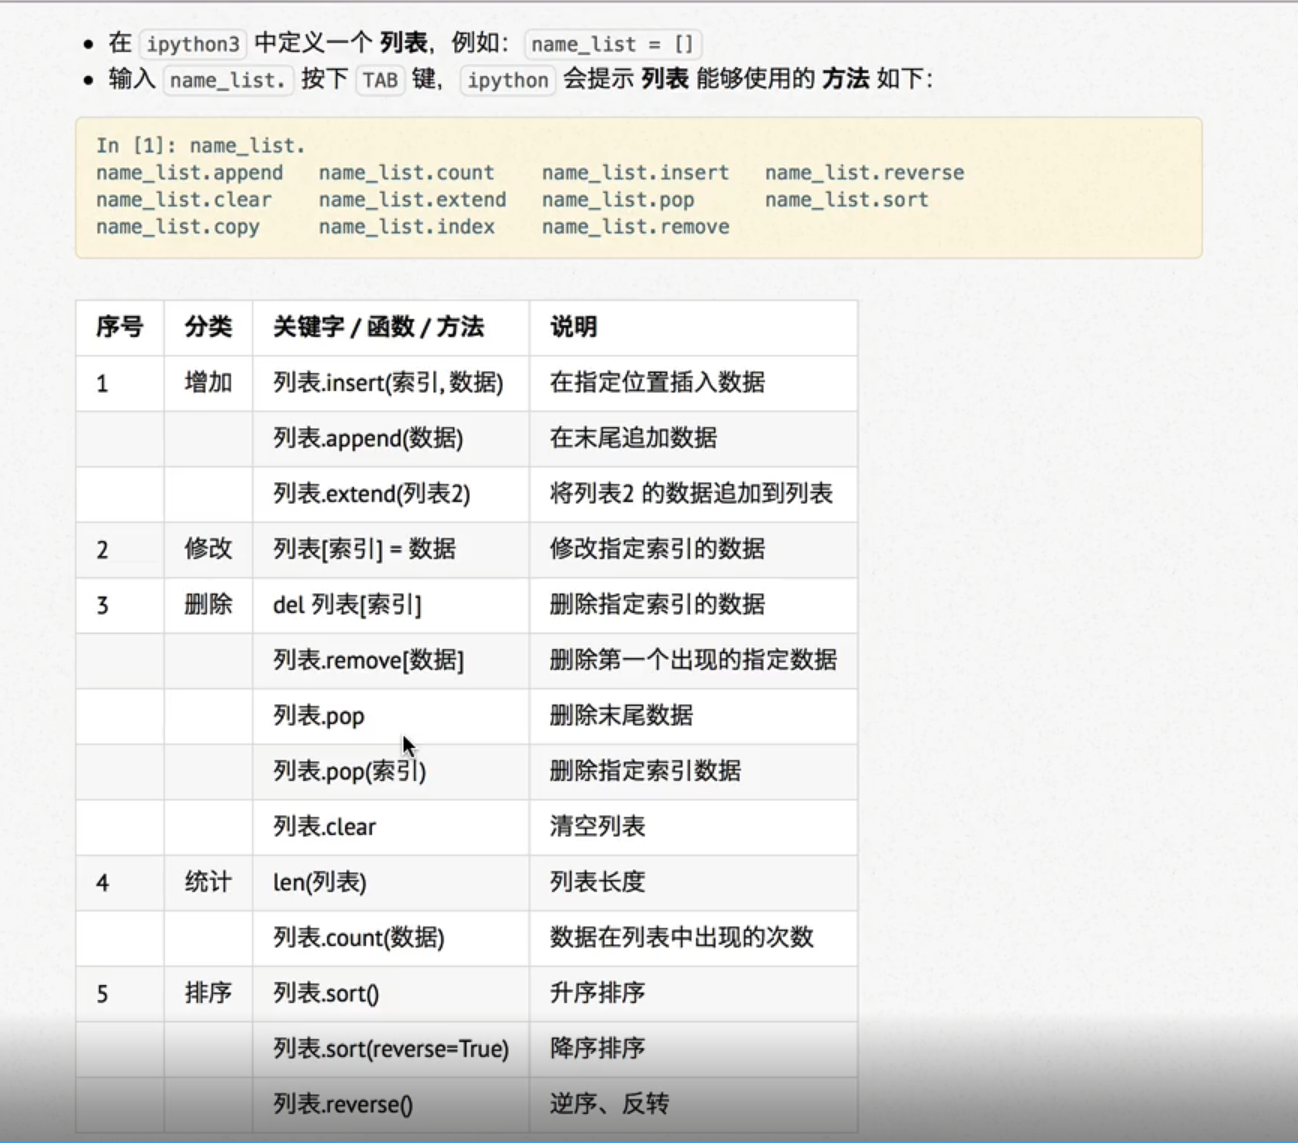 在 ipython3 中定义一个 列表，例如： name_list = []
输入 name_list. 按下 TAB 键， ipython 会提示 列表 能够使用的 方法 如下：
In [1]: name_list.
name_list.append name_list.count name_list.insert name_list.reverse
name_list.clear name_list.extend name_list.pop name_list.sort
name_list.copy name_list.index name_list.remove
序号 分类 关键字 / 函数 / 方法 说明
1 增加 列表.insert(索引, 数据) 在指定位置插入数据
列表.append(数据) 在末尾追加数据
列表.extend(列表2) 将列表2 的数据追加到列表
2 修改 列表[索引] = 数据 修改指定索引的数据
3 删除 del 列表[索引] 删除指定索引的数据
列表.remove[数据] 删除第一个出现的指定数据
列表.pop 删除末尾数据
列表.pop(索引) 删除指定索引数据
列表.clear 清空列表
4 统计 len(列表) 列表长度
列表.count(数据) 数据在列表中出现的次数
5 排序 列表.sort() 升序排序
列表.sort(reverse=True) 降序排序
列表.reverse() 逆序、反转